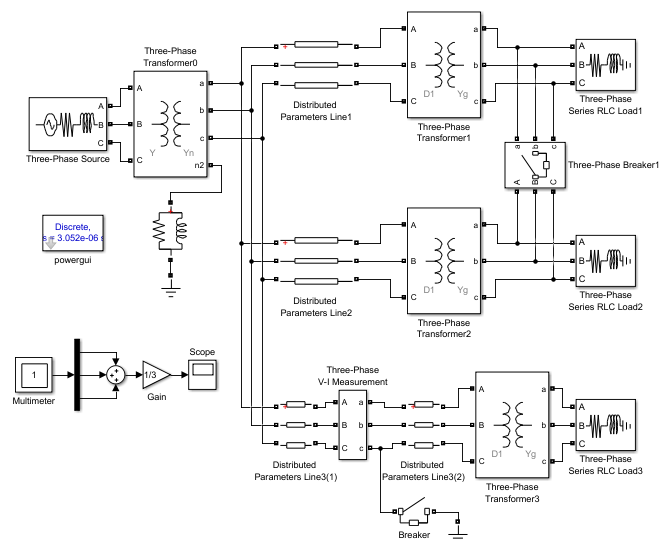 Three-Phase
Transformer0
A
B
C
Three-Phase Source
A
B
C
Y
Yn
a
b
c
n2
Discrete,
s = 3.052e-06 s
powergui
1
Multimeter
1/3
Gain
Scope
Distributed
Parameters Line1
A
B
C
D1
Yg
a
b
c
Three-Phase
Transformer1
A
B
C
Three-Phase
Series RLC Load1
a
b
c
A
B
C
Three-Phase Breaker1
Distributed
Parameters Line2
A
B
C
D1
Yg
a
b
c
Three-Phase
Transformer2
A
B
C
Three-Phase
Series RLC Load2
Three-Phase
V-I Measurement
A
B
C
a
b
c
Distributed
Parameters Line3(1)
Distributed
Parameters Line3(2)
A
B
C
D1
Yg
a
b
c
Three-Phase
Transformer3
A
B
C
Three-Phase
Series RLC Load3
Breaker